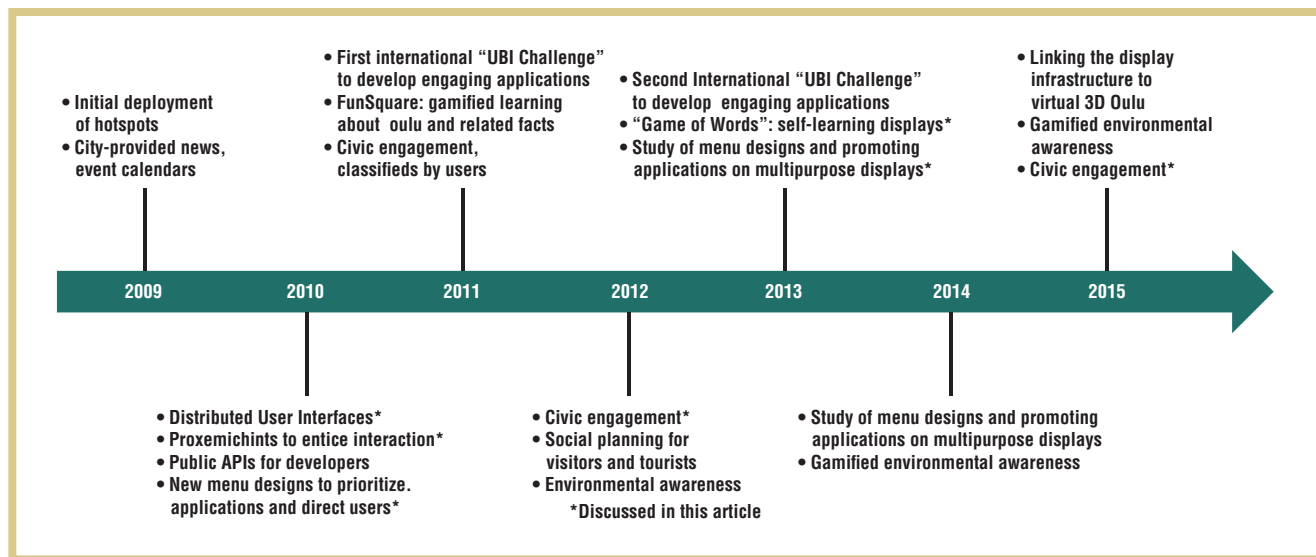 • Initial deployment
of hotspots
• City-provided news,
event calendars
• First international “UBI Challenge”
to develop engaging applications
• FunSquare: gamified learning
about oulu and related facts
• Civic engagement,
classifieds by users
• Second International “UBI Challenge”
to develop engaging applications
• “Game of Words”: self-learning displays*
• Study of menu designs and promoting
applications on multipurpose displays*
• Linking the display
infrastructure to
virtual 3D Oulu
• Gamified environmental
awareness
• Civic engagement*
2009 2010 2011 2012 2013 2014 2015
• Distributed User Interfaces*
• Proxemichints to entice interaction*
• Public APIs for developers
• New menu designs to prioritize.
applications and direct users*
• Civic engagement*
• Social planning for
visitors and tourists
• Environmental awareness
*Discussed in this article
• Study of menu designs and promoting
applications on multipurpose displays
• Gamified environmental awareness